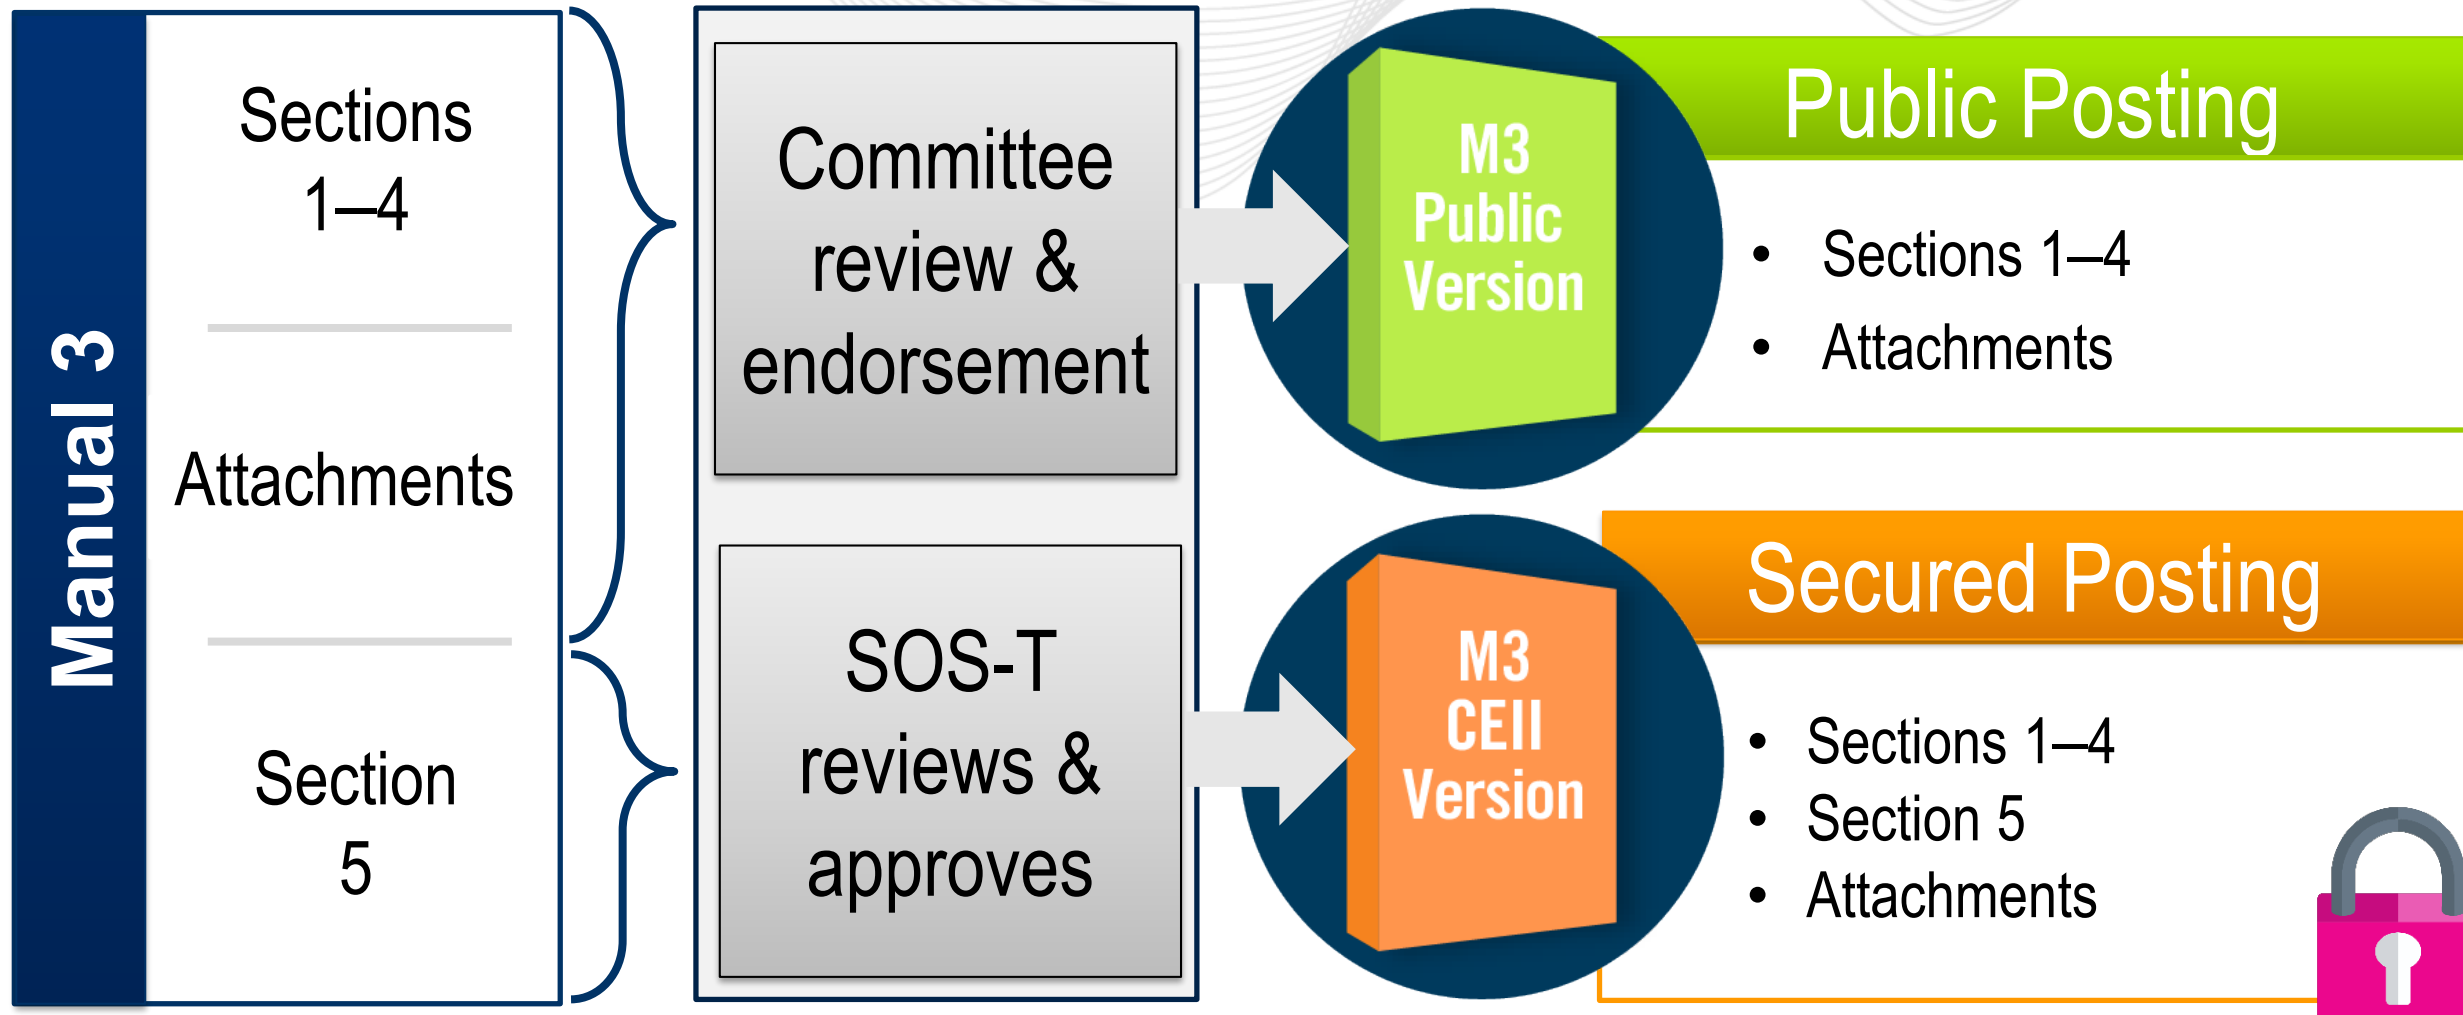 Manual 3
Sections
1–4
Attachments
Section
5
Committee
review &
endorsement
SOS-T
reviews &
approves
M3
Public
Version
Public Posting
• Sections 1–4
• Attachments
M3
CEII
Version
Secured Posting
• Sections 1–4
• Section 5
• Attachments